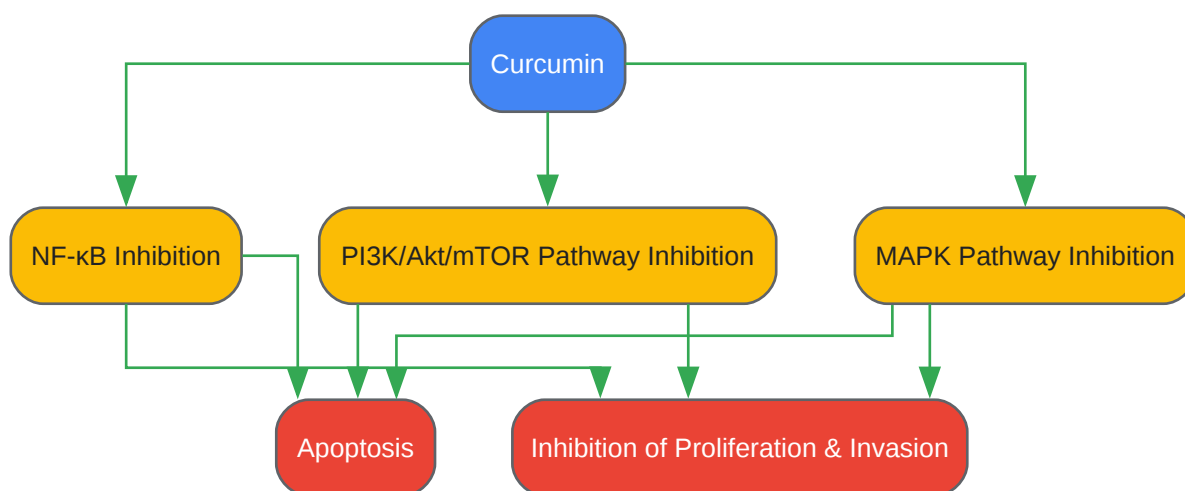 Curcumin
NF-κB Inhibition
PI3K/Akt/mTOR Pathway Inhibition
MAPK Pathway Inhibition
Apoptosis
Inhibition of Proliferation & Invasion